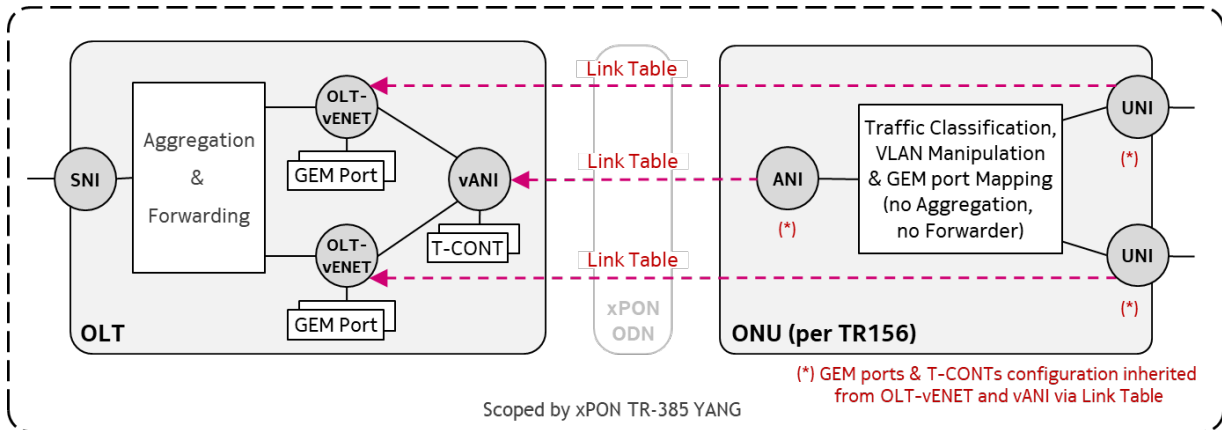 Link Table
OLT-
vENET
Aggregation
&
Forwarding
GEM Port
SNI
vANI
T-CONT
OLT-
vENET
GEM Port
OLT
Link Table
Link Table
xPON
ODN
UNI
(*)
Traffic Classification,
VLAN Manipulation
& GEM port Mapping
(no Aggregation,
no Forwarder)
ANI
(*)
UNI
(*)
ONU (per TR156)
(*) GEM ports & T-CONTs configuration inherited
from OLT-vENET and vANI via Link Table
Scoped by xPON TR-385 YANG